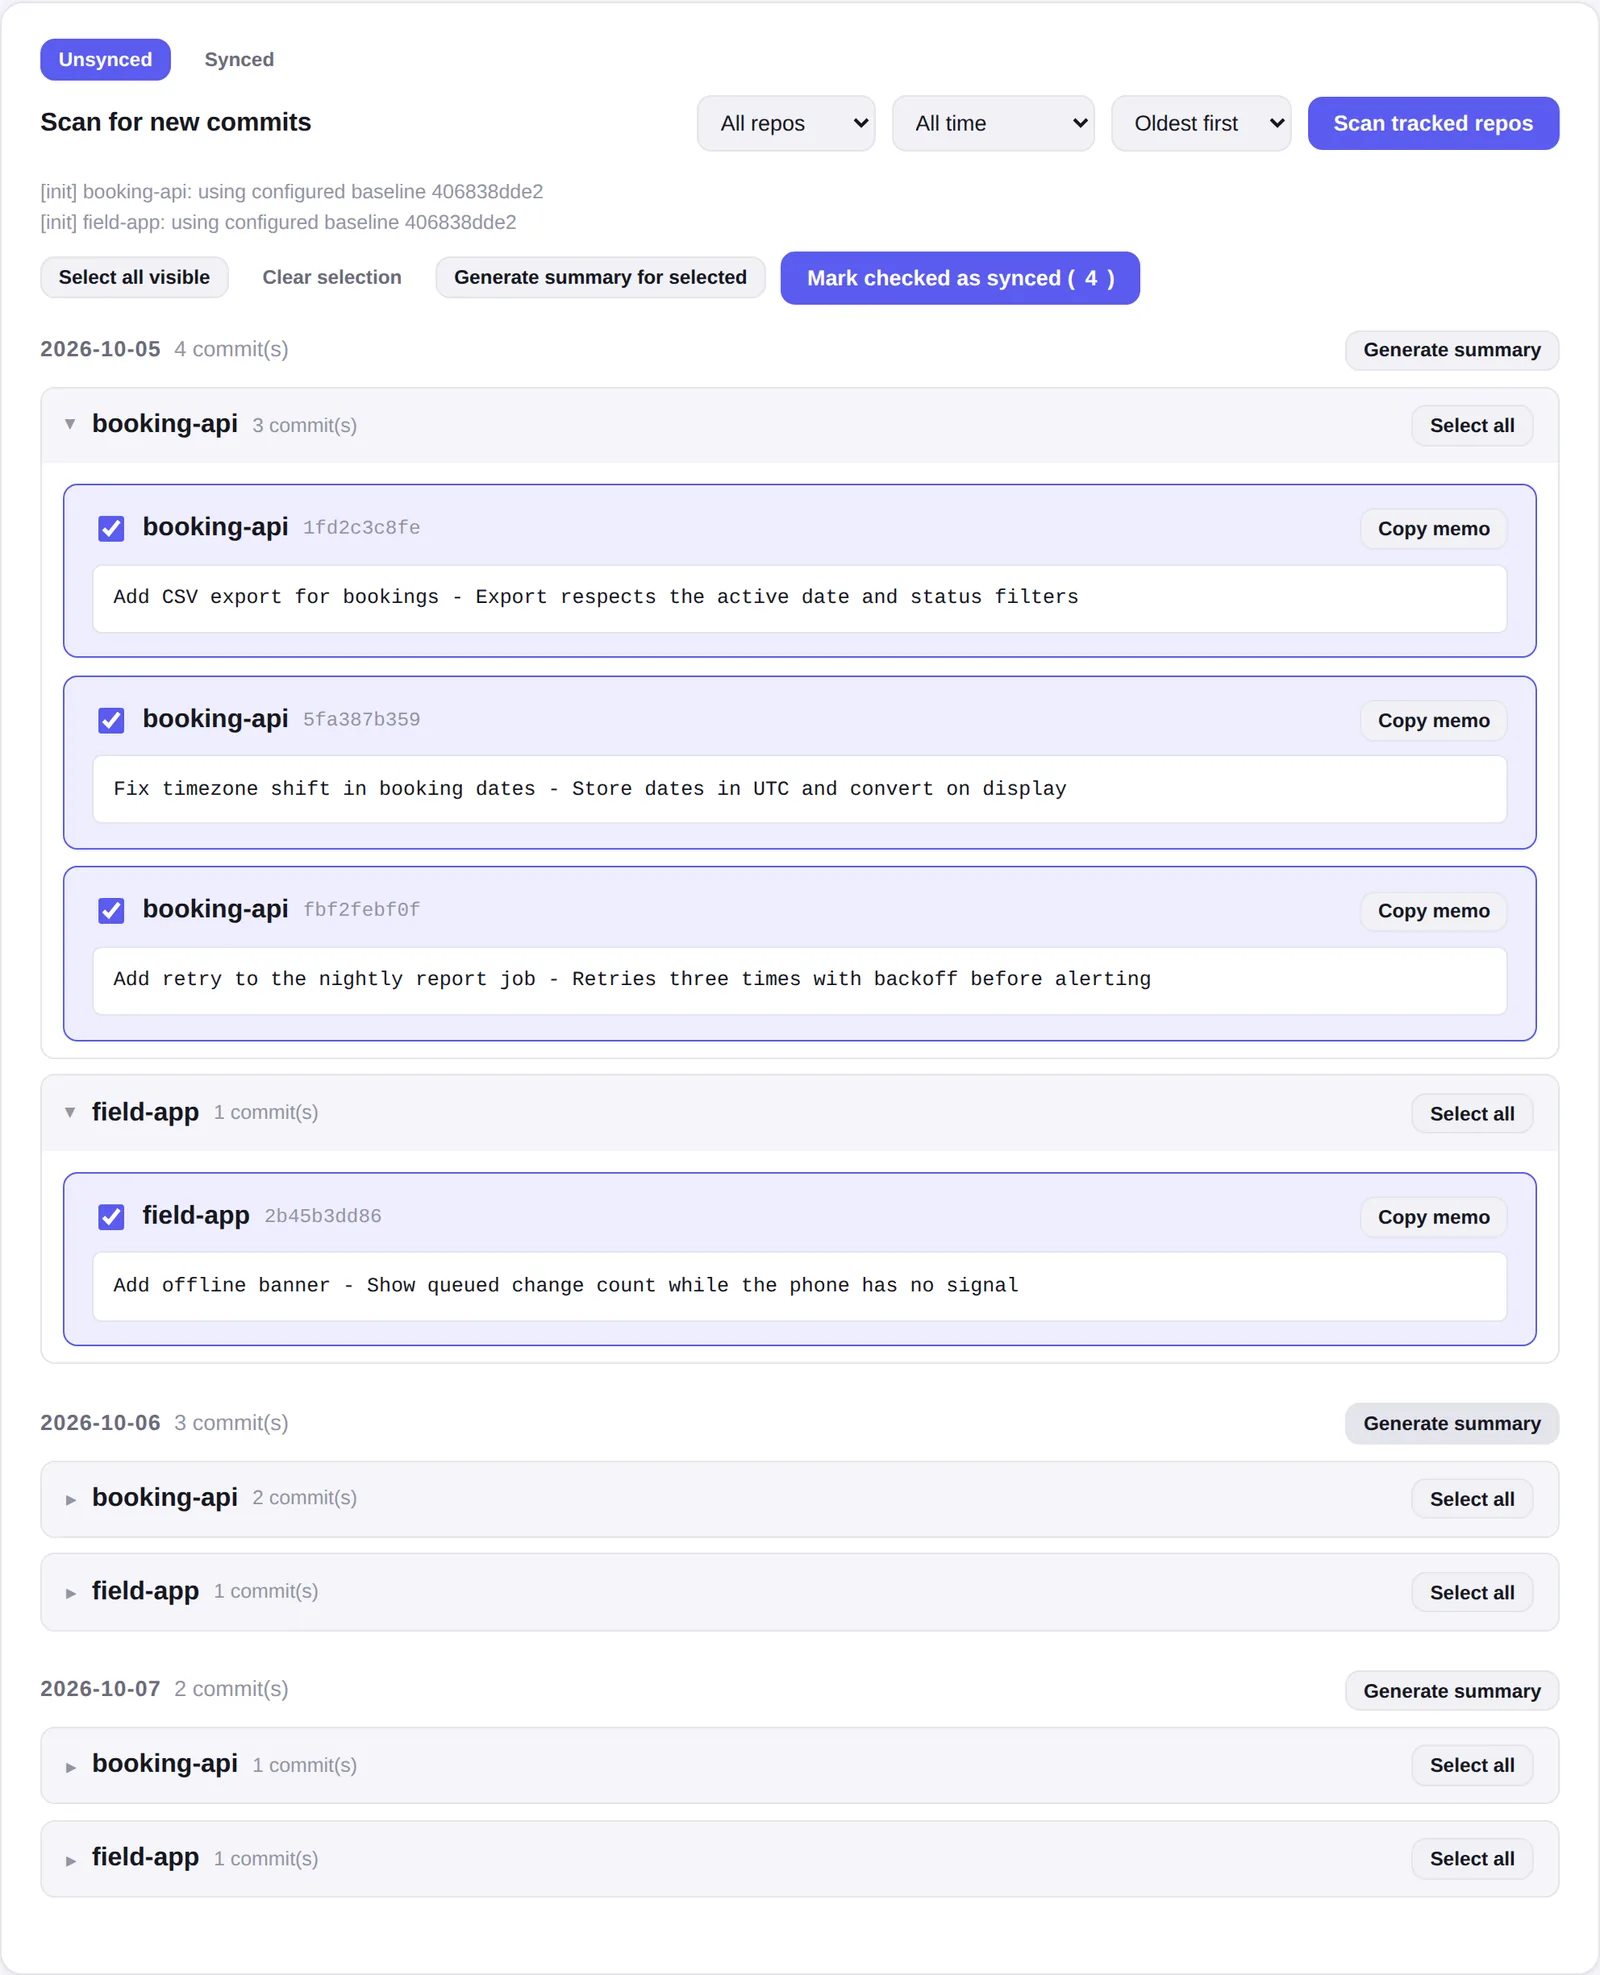 Unsynced Synced
Scan for new commits All repos All time Oldest first Scan tracked repos
[init] booking-api: using configured baseline 406838dde2
[init] field-app: using configured baseline 406838dde2
Select all visible Clear selection Generate summary for selected Mark checked as synced ( 4 )
2026-10-05 4 commit(s) Generate summary
booking-api 3 commit(s) Select all
booking-api 1fd2c3c8fe Copy memo
Add CSV export for bookings - Export respects the active date and status filters
booking-api 5fa387b359 Copy memo
Fix timezone shift in booking dates - Store dates in UTC and convert on display
booking-api fbf2febf0f Copy memo
Add retry to the nightly report job - Retries three times with backoff before alerting
field-app 1 commit(s) Select all
field-app 2b45b3dd86 Copy memo
Add offline banner - Show queued change count while the phone has no signal
2026-10-06 3 commit(s) Generate summary
booking-api 2 commit(s) Select all
field-app 1 commit(s) Select all
2026-10-07 2 commit(s) Generate summary
booking-api 1 commit(s) Select all
field-app 1 commit(s) Select all